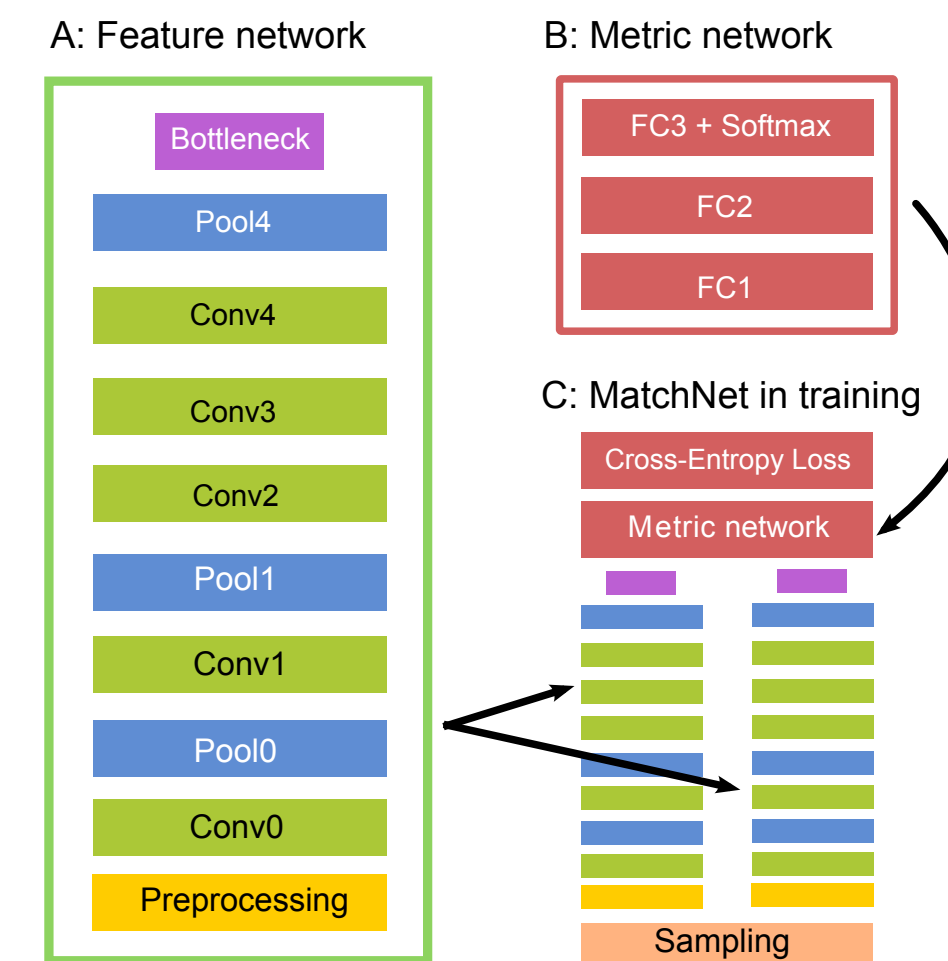 A: Feature network
Bottleneck
Pool4
Conv4
Conv3
Conv2
Pool1
Conv1
Pool0
Conv0
Preprocessing
B: Metric network
FC3 + Softmax
FC2
FC1
C: MatchNet in training
Cross-Entropy Loss
Metric network
Sampling